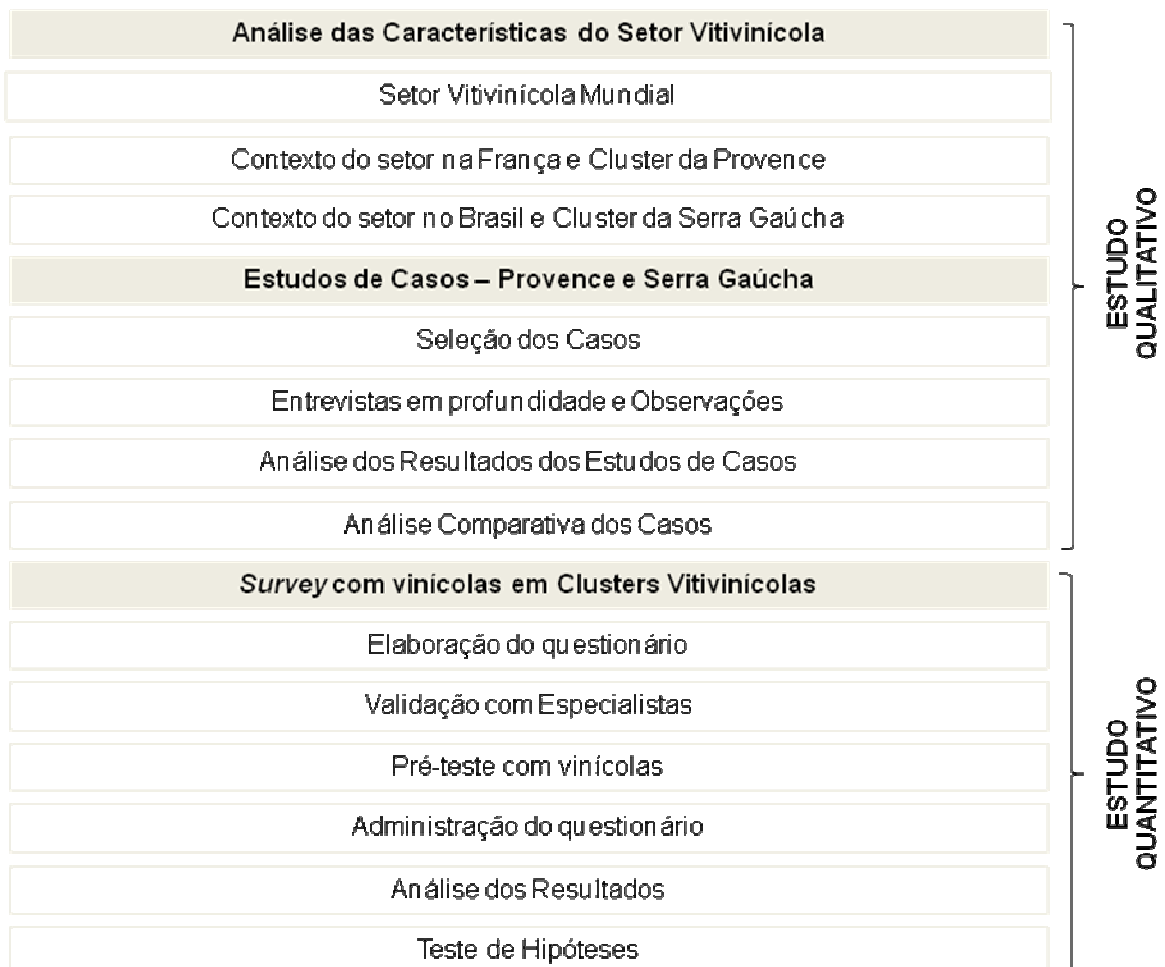 Análise das Características do Setor Vitivinícola
Setor Vitivinícola Mundial
Contexto do setor na França e Cluster da Provence
Contexto do setor no Brasil e Cluster da Serra Gaúcha
Estudos de Casos – Provence e Serra Gaúcha
Seleção dos Casos
Entrevistas em profundidade e Observações
Análise dos Resultados dos Estudos de Casos
Análise Comparativa dos Casos
ESTUDO
QUALITATIVO
Survey com vinícolas em Clusters Vitivinícolas
Elaboração do questionário
Validação com Especialistas
Pré-teste com vinícolas
Administração do questionário
Análise dos Resultados
Teste de Hipóteses
ESTUDO
QUANTITATIVO